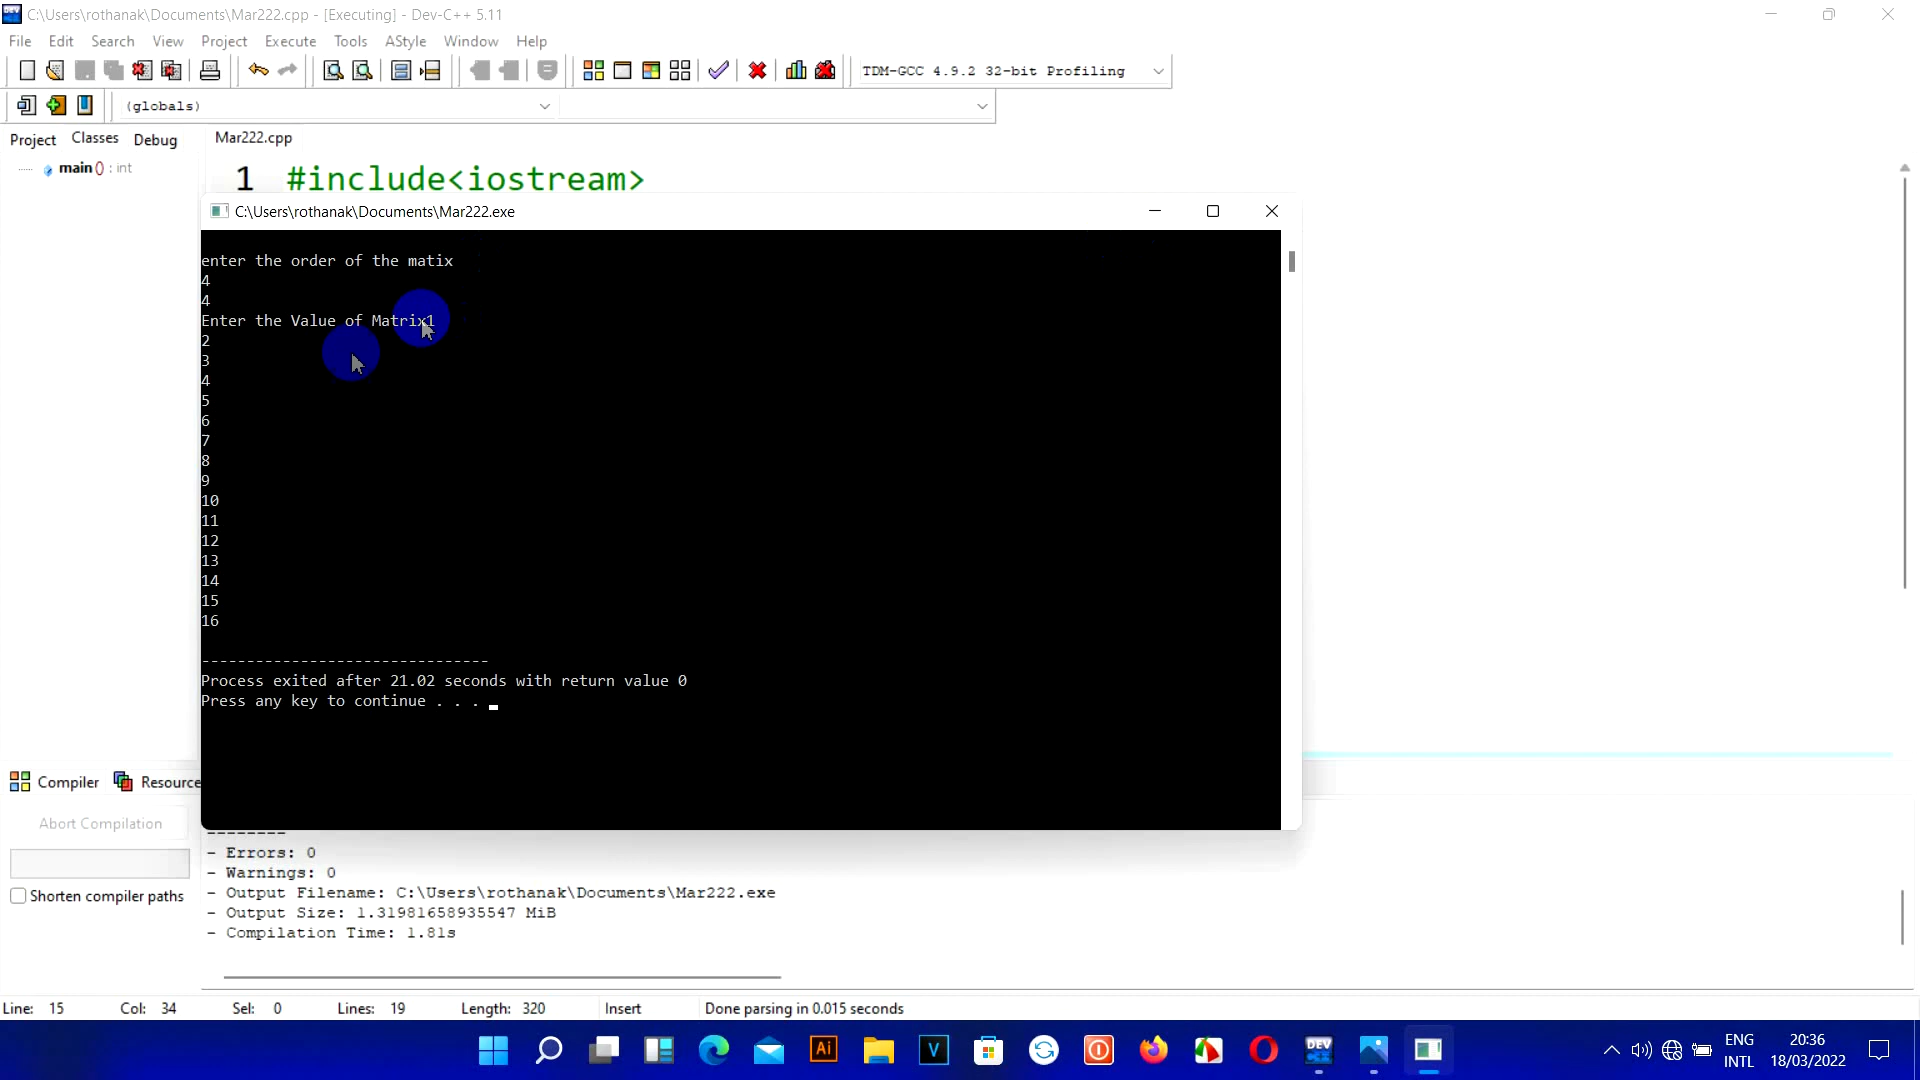 C:\Users\rothanak\Documents\Mar222.cpp - [Executing] - Dev-C++ 5.11
File Edit Search View Project Execute Tools AStyle Window Help
TDM-GCC 4.9.2 32-bit Profiling
(globals)
Project Classes Debug
Mar222.cpp
main() : int
1 #include<iostream>
C:\Users\rothanak\Documents\Mar222.exe
enter the order of the matix
4
4
Enter the Value of Matrix1
2
3
4
5
6
7
8
9
10
11
12
13
14
15
16
--------------------------------
Process exited after 21.02 seconds with return value 0
Press any key to continue . . .
Compiler Resource
Abort Compilation
--------
- Errors: 0
- Warnings: 0
Shorten compiler paths
- Output Filename: C:\Users\rothanak\Documents\Mar222.exe
- Output Size: 1.31981658935547 MiB
- Compilation Time: 1.81s
Line: 15 Col: 34 Sel: 0 Lines: 19 Length: 320 Insert Done parsing in 0.015 seconds
Ai V DEV
ENG
INTL
20:36
18/03/2022